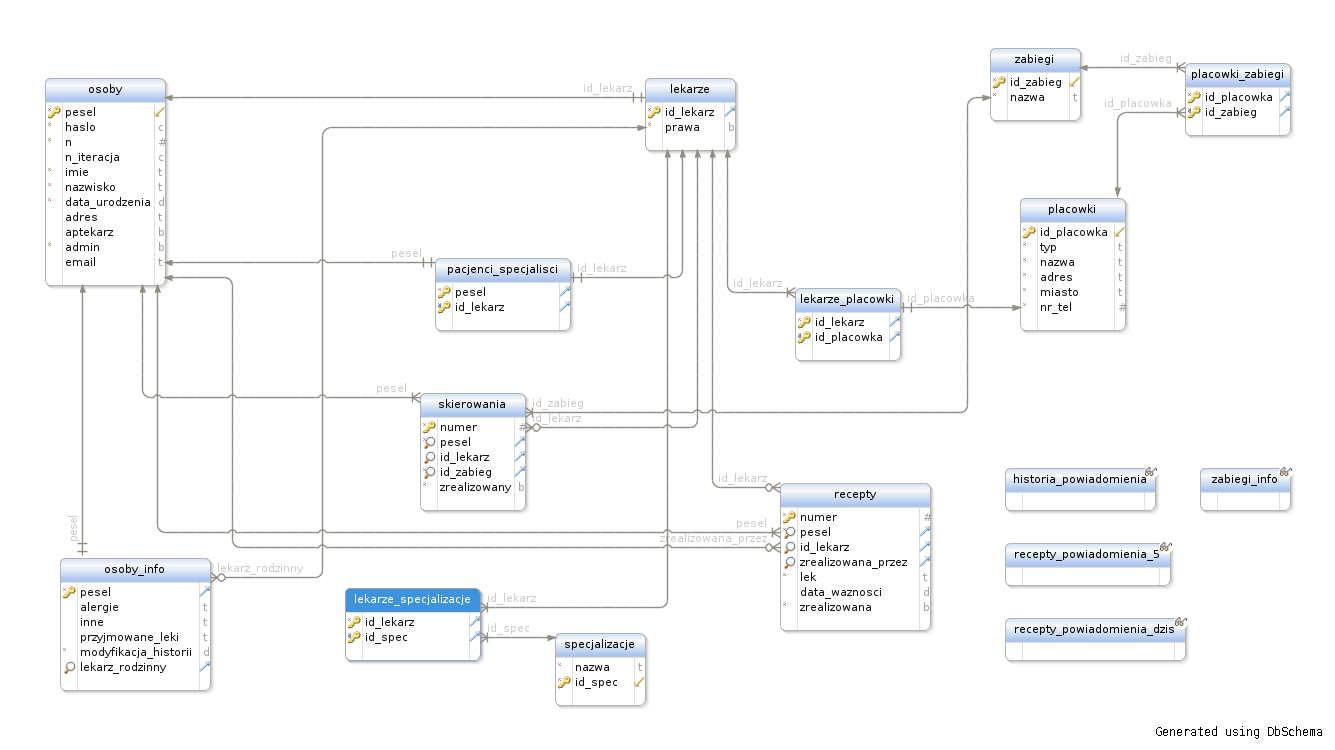 osoby
pesel
haslo c
n #
n_iteracja c
imie t
nazwisko t
data_urodzenia d
adres t
aptekarz b
admin b
email t
id_lekarz
lekarze
id_lekarz
prawa b
zabiegi
id_zabieg
nazwa t
id_zabieg
id_placowka
placowki_zabiegi
id_placowka
id_zabieg
placowki
id_placowka
typ t
nazwa t
adres t
miasto t
nr_tel #
pesel
pacjenci_specjalisci
pesel
id_lekarz
id_lekarz
id_lekarz
lekarze_placowki
id_lekarz
id_placowka
id_placowka
pesel
skierowania
numer #
pesel
id_lekarz
id_zabieg
zrealizowany b
id_zabieg
id_lekarz
id_lekarz
pesel
zrealizowana_przez
recepty
numer #
pesel
id_lekarz
zrealizowana_przez
lek t
data_waznosci d
zrealizowana b
historia_powiadomienia
zabiegi_info
recepty_powiadomienia_5
recepty_powiadomienia_dzis
pesel
osoby_info
pesel
alergie t
inne t
przyjmowane_leki t
modyfikacja_historii d
lekarz_rodzinny
lekarz_rodzinny
lekarze_specjalizacje
id_lekarz
id_spec
id_lekarz
id_spec
specjalizacje
nazwa t
id_spec
Generated using DbSchema